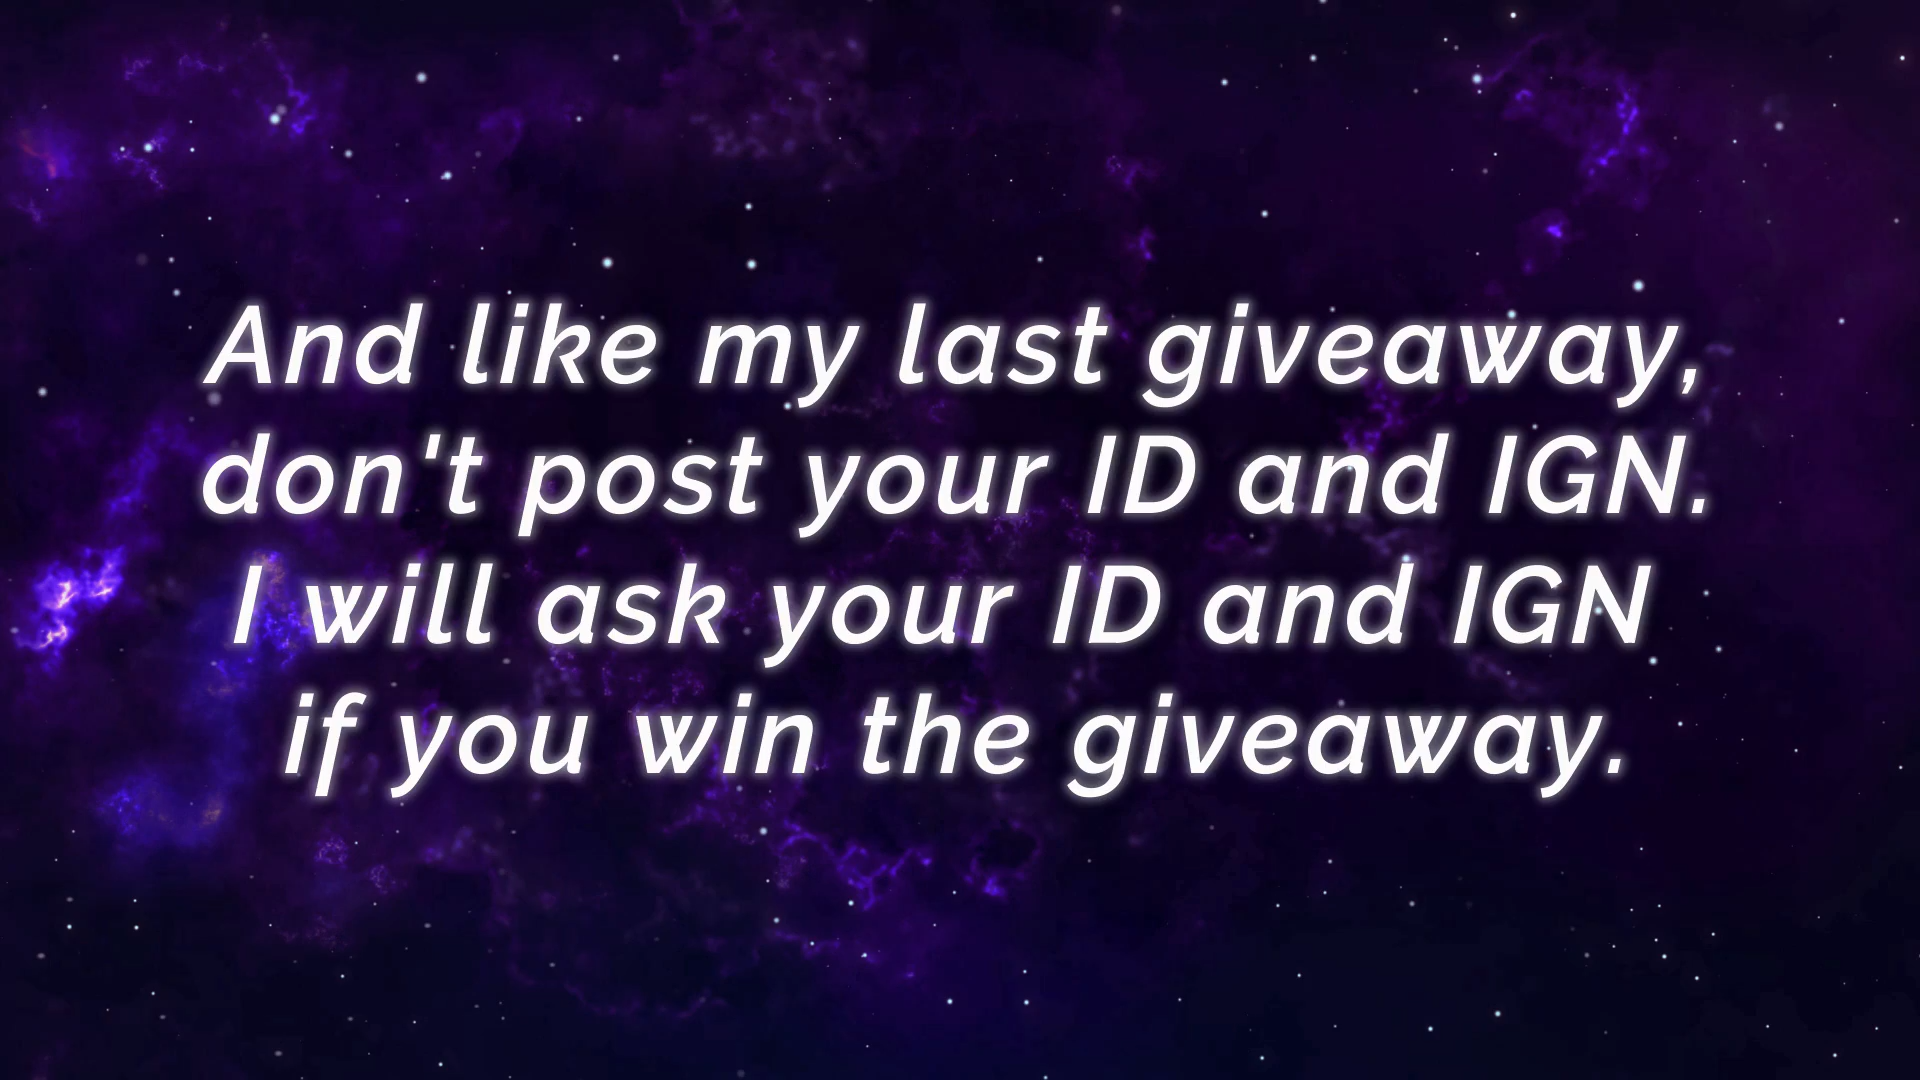 And like my last giveaway,
don't post your ID and IGN.
I will ask your ID and IGN
if you win the giveaway.